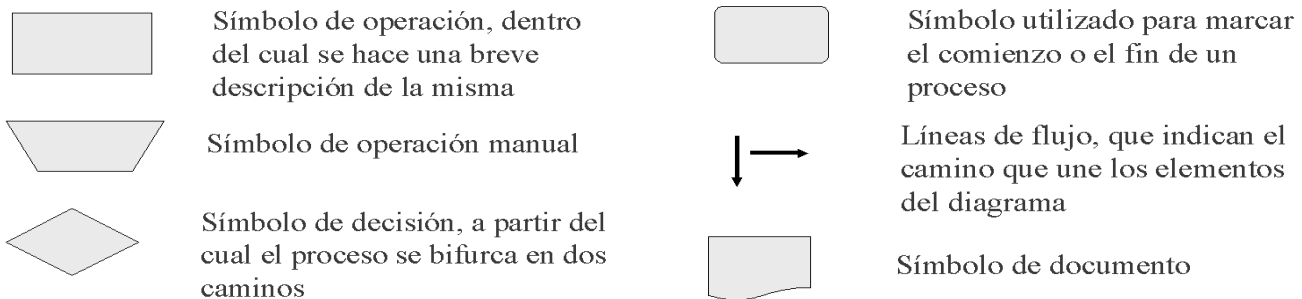 Símbolo de operación, dentro
del cual se hace una breve
descripción de la misma
Símbolo de operación manual
Símbolo de decisión, a partir del
cual el proceso se bifurca en dos
caminos
Símbolo utilizado para marcar
el comienzo o el fin de un
proceso
Líneas de flujo, que indican el
camino que une los elementos
del diagrama
Símbolo de documento